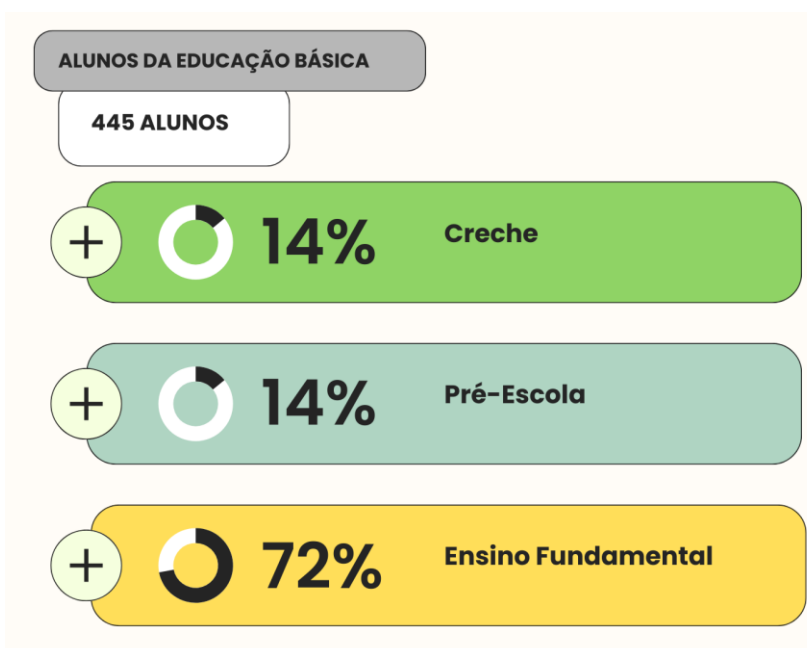 ALUNOS DA EDUCAÇÃO BÁSICA
445 ALUNOS
+ 14% Creche
+ 14% Pré-Escola
+ 72% Ensino Fundamental